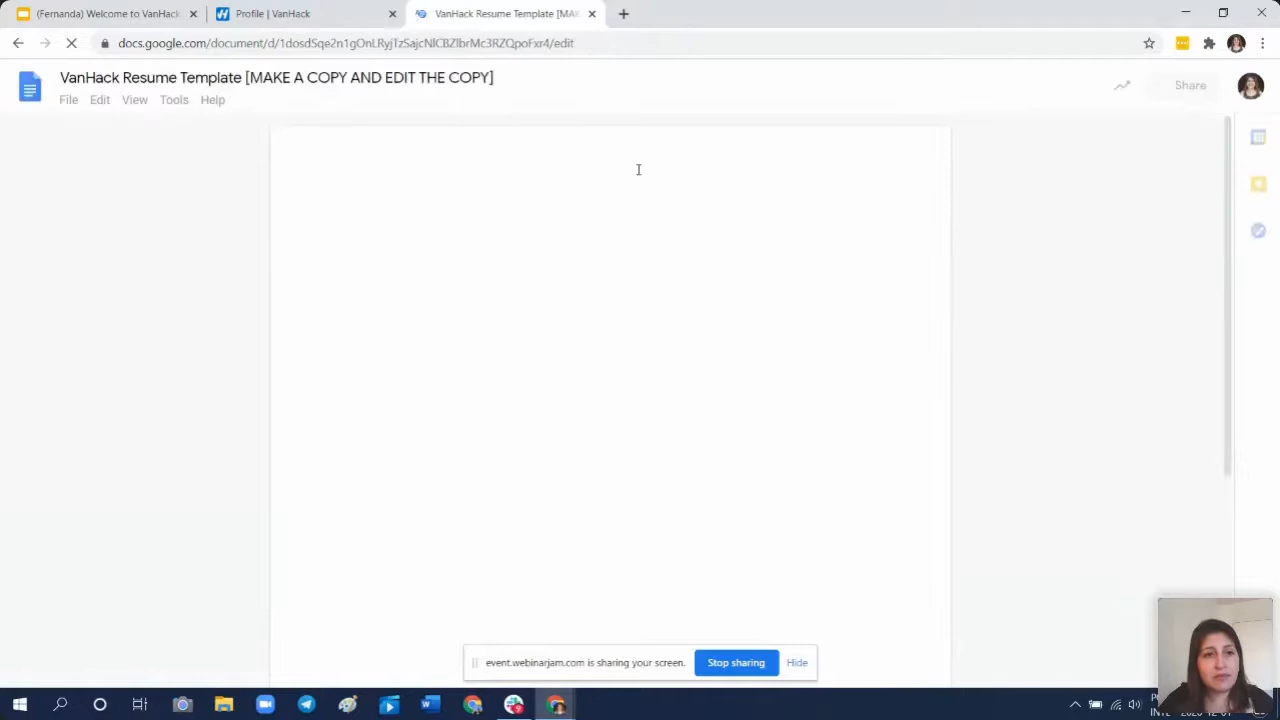 (Fernanda) Welcome to VanHack
Profile | VanHack
VanHack Resume Template [MA
docs.google.com/document/d/1dosdSqe2n1gOnLRyjTzSajcNlCBZlbrMc3RZQpoFxr4/edit
VanHack Resume Template [MAKE A COPY AND EDIT THE COPY]
Share
File Edit View Tools Help
event.webinarjam.com is sharing your screen. Stop sharing Hide